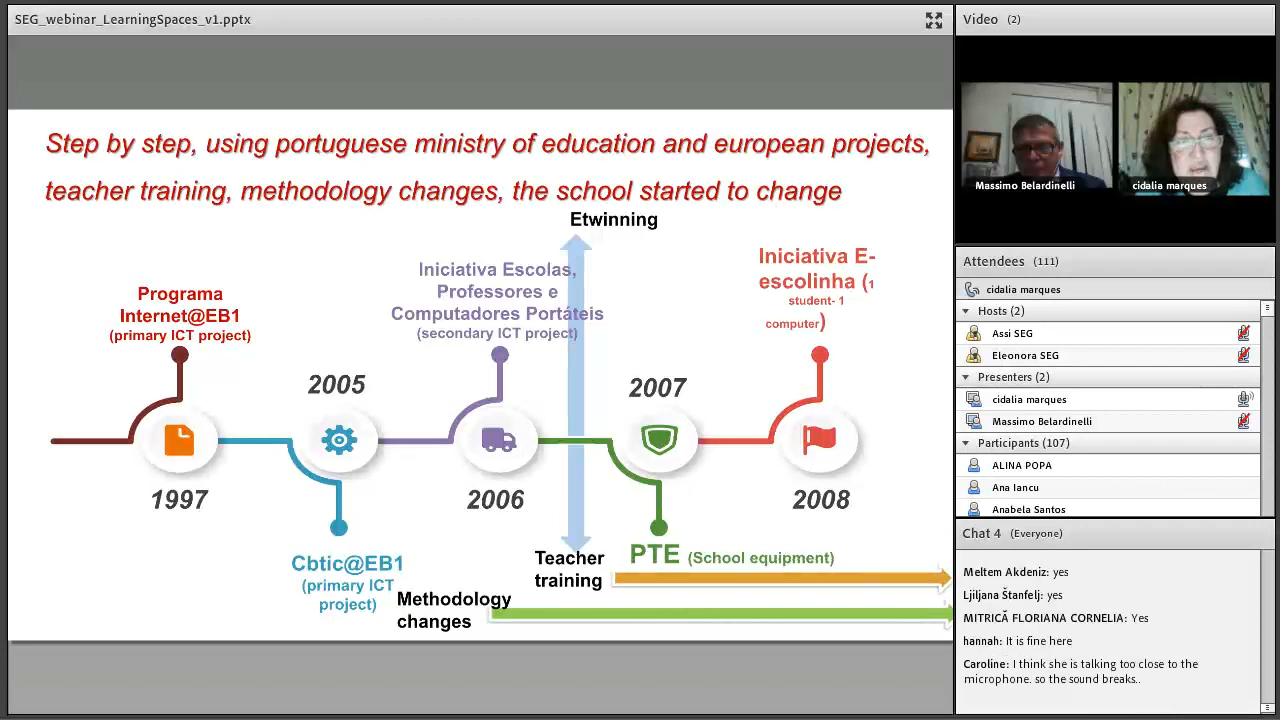 SEG_webinar_LearningSpaces_v1.pptx
Step by step, using portuguese ministry of education and european projects,
teacher training, methodology changes, the school started to change
Etwinning
Programa
Internet@EB1
(primary ICT project)
Iniciativa Escolas,
Professores e
Computadores Portáteis
(secondary ICT project)
Iniciativa E-
escolinha (1
student- 1
computer)
2005
2007
1997
2006
2008
Cbtic@EB1
(primary ICT
project)
Teacher
training
PTE (School equipment)
Methodology
changes
Video (2)
Massimo Belardinelli
cidalia marques
Attendees (111)
cidalia marques
Hosts (2)
Assi SEG
Eleonora SEG
Presenters (2)
cidalia marques
Massimo Belardinelli
Participants (107)
ALINA POPA
Ana Iancu
Anabela Santos
Chat 4 (Everyone)
Meltem Akdeniz: yes
Ljiljana Štanfelj: yes
MITRICĂ FLORIANA CORNELIA: Yes
hannah: It is fine here
Caroline: I think she is talking too close to the
microphone. so the sound breaks..